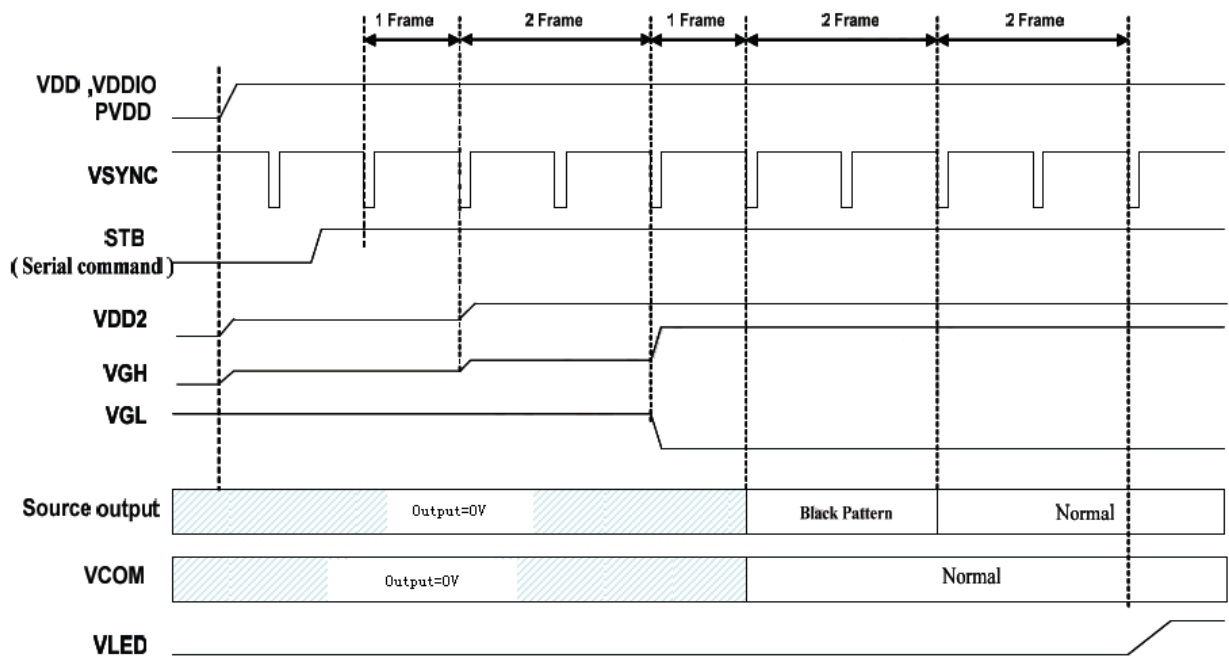 1 Frame 2 Frame 1 Frame 2 Frame 2 Frame
VDD ,VDDIO
PVDD
VSYNC
STB
( Serial command )
VDD2
VGH
VGL
Source output Output=0V Black Pattern Normal
VCOM Output=0V Normal
VLED